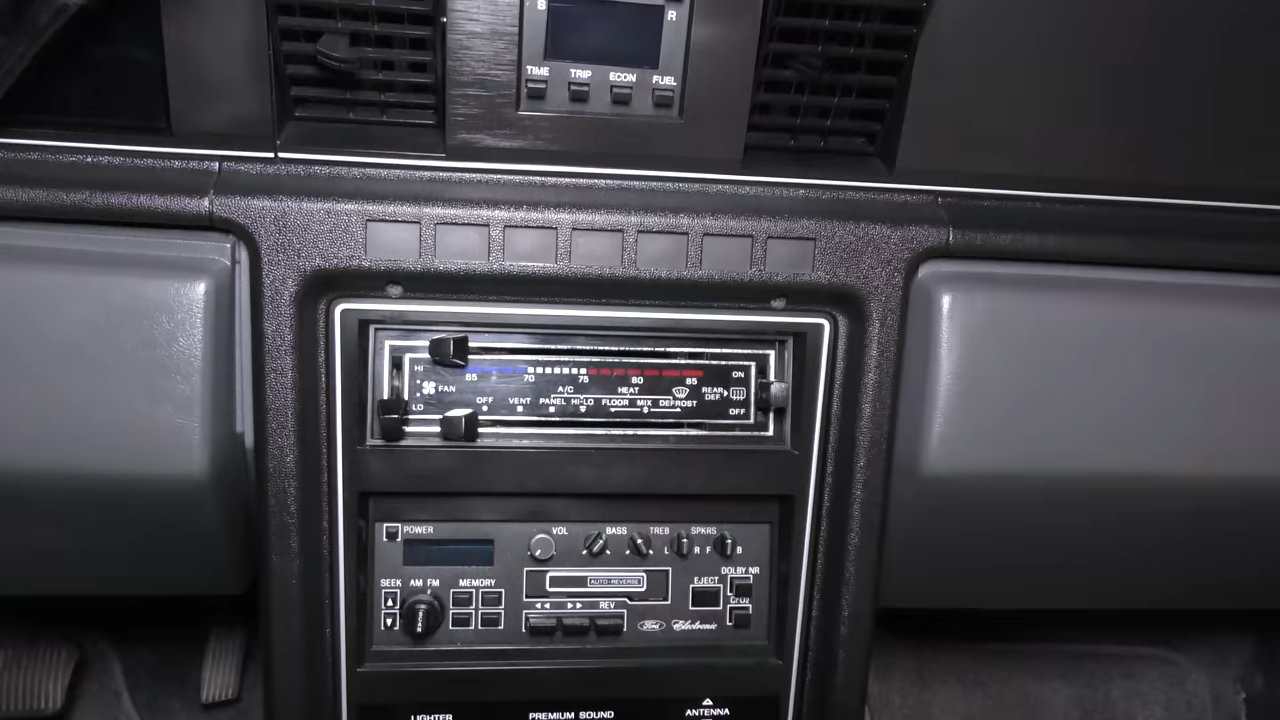 S R
TIME TRIP ECON FUEL
HI 65 70 75 80 85 ON
FAN A/C HEAT REAR DEF.
LO OFF VENT PANEL HI-LO FLOOR MIX DEFROST OFF
POWER VOL BASS TREB SPKRS
L R F B
SEEK AM FM MEMORY AUTO-REVERSE EJECT DOLBY NR
SCAN CrO2
REV
Ford Electronic
LIGHTER PREMIUM SOUND ANTENNA